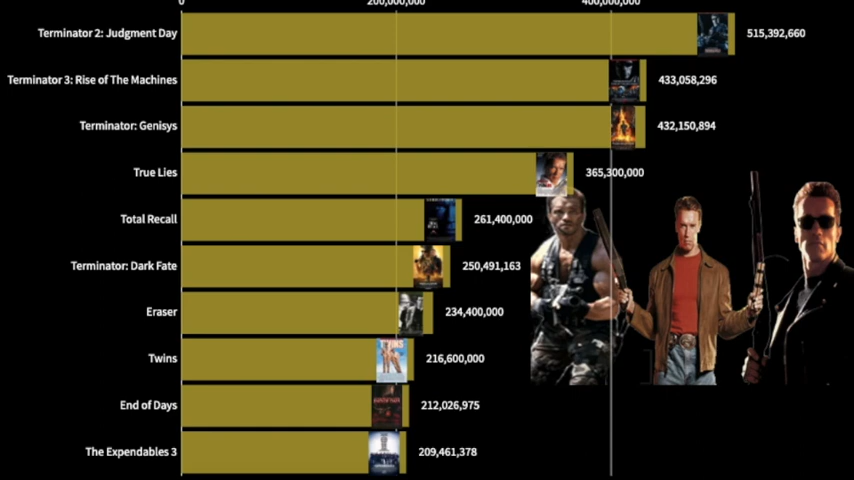 0 200,000,000 400,000,000
Terminator 2: Judgment Day 515,392,660
Terminator 3: Rise of The Machines 433,058,296
Terminator: Genisys 432,150,894
True Lies 365,300,000
Total Recall 261,400,000
Terminator: Dark Fate 250,491,163
Eraser 234,400,000
Twins 216,600,000
TWINS
End of Days 212,026,975
The Expendables 3 209,461,378